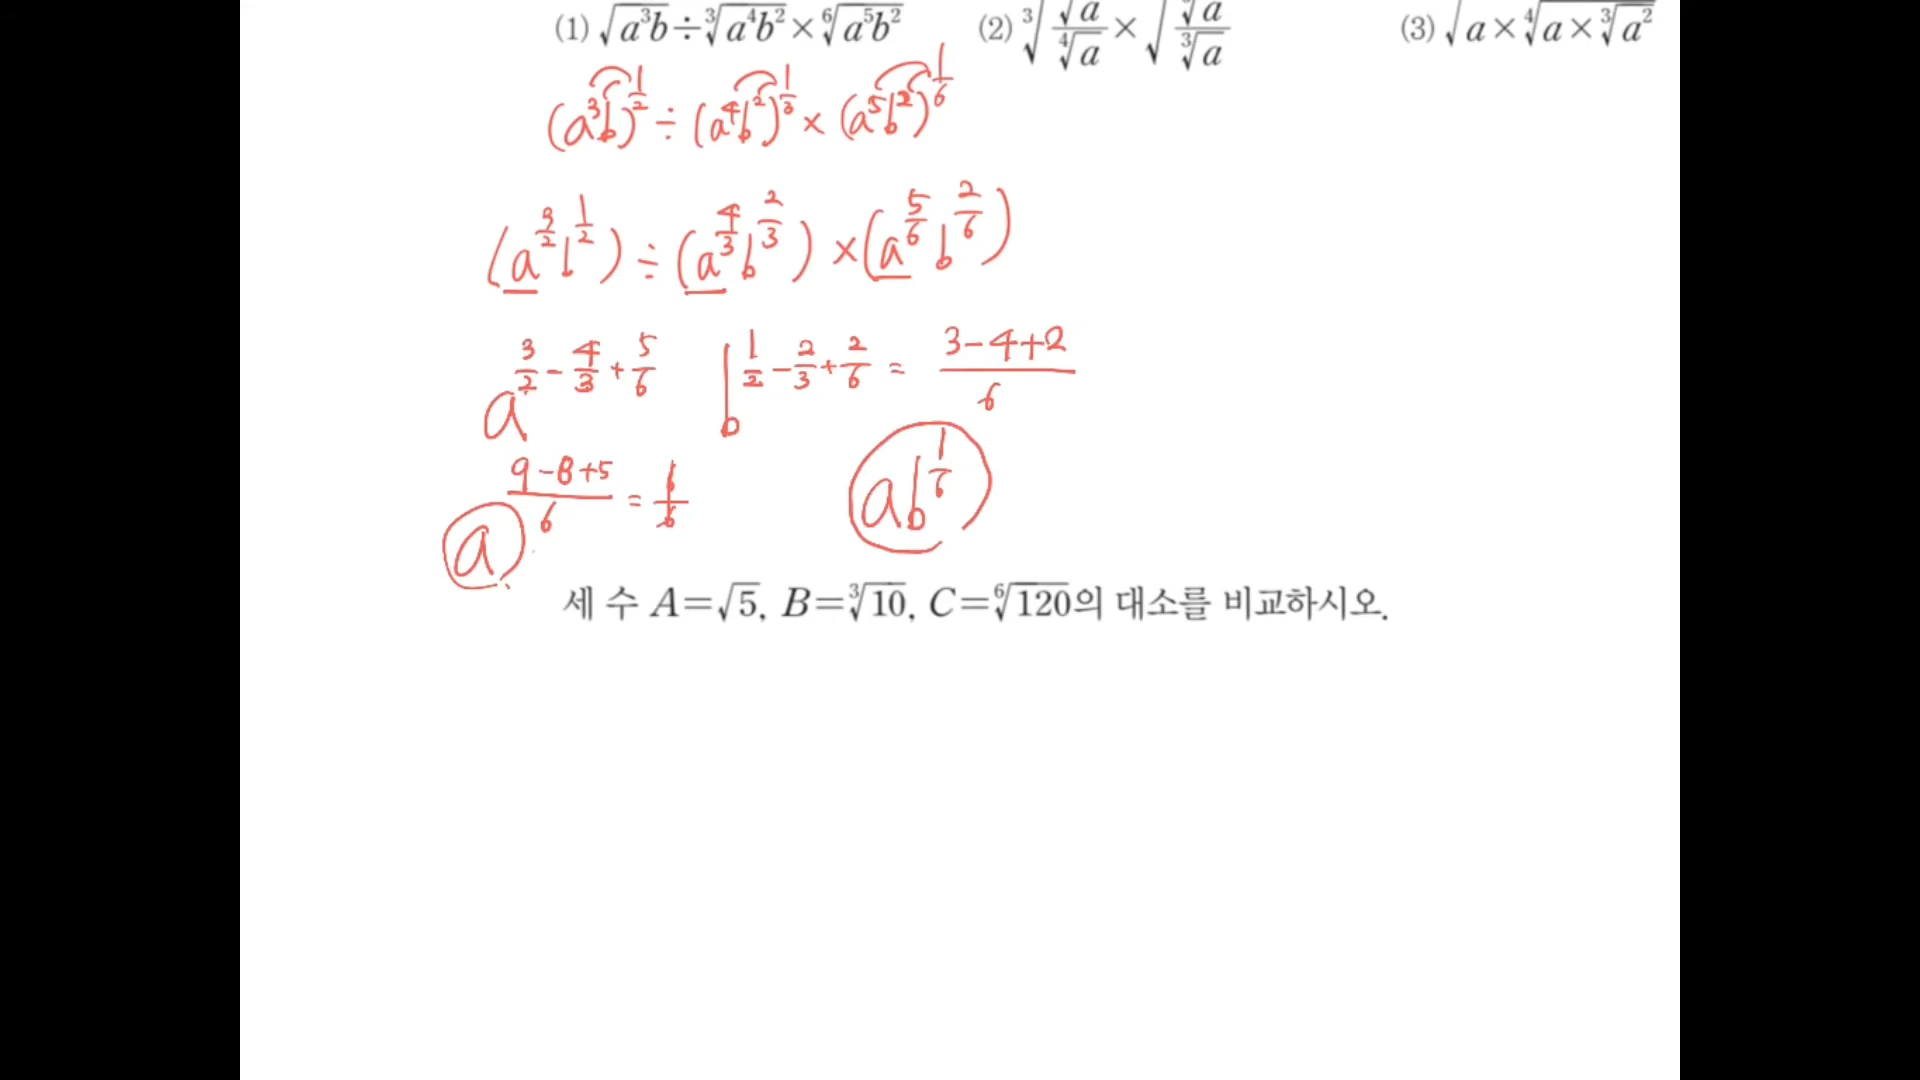 (1) √(a³b) ÷ ∛(a⁴b²) × ⁶√(a⁵b²) (2) ∛(√a / ⁴√a) × √(√a / ∛a) (3) √(a × ⁴√(a × ∛(a²)))
(a³b)^(1/2) ÷ (a⁴b²)^(1/3) × (a⁵b²)^(1/6)
(a^(3/2) b^(1/2)) ÷ (a^(4/3) b^(2/3)) × (a^(5/6) b^(2/6))
a^(3/2 - 4/3 + 5/6) b^(1/2 - 2/3 + 2/6) = (3-4+2)/6
a^((9-8+5)/6) = 6/6 ab^(1/6)
세 수 A=√5, B=∛10, C=⁶√120의 대소를 비교하시오.